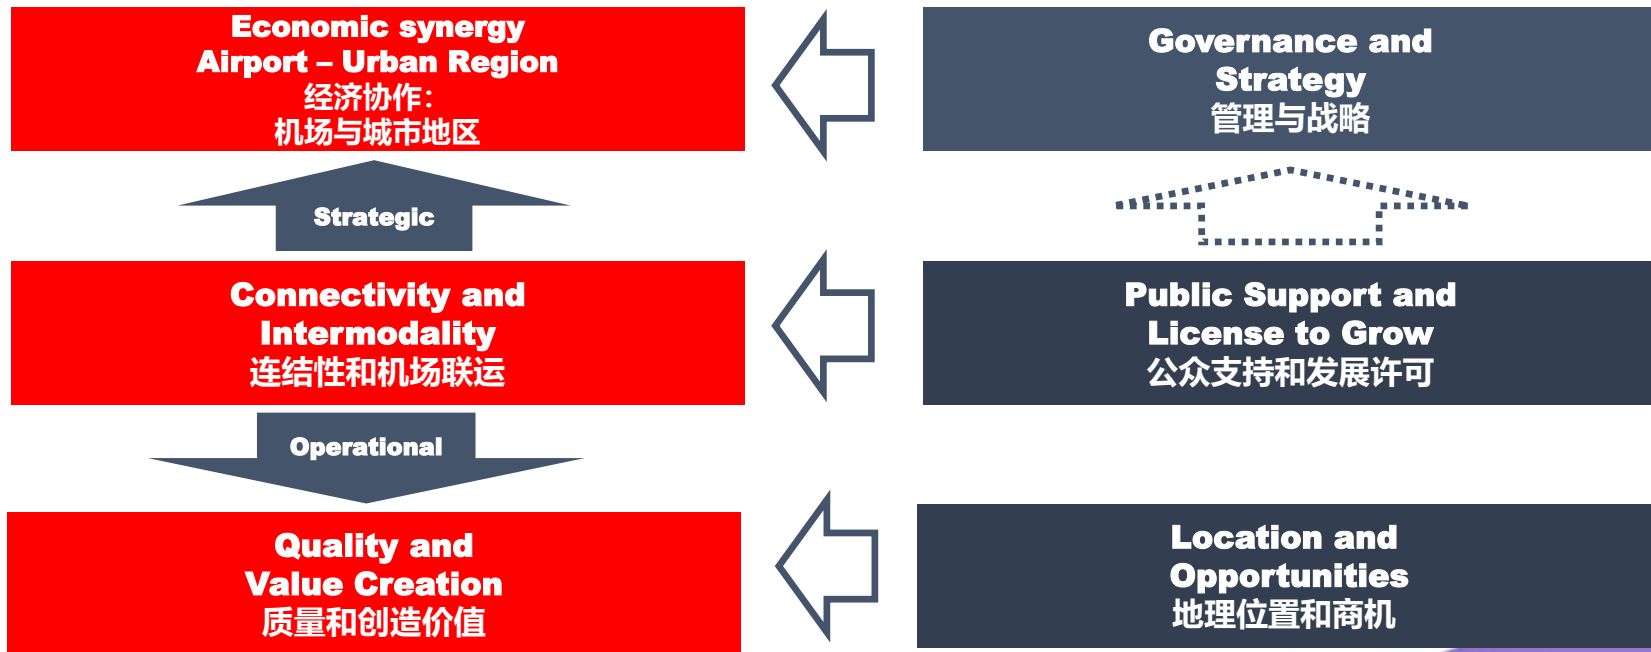 Economic synergy
Airport – Urban Region
经济协作：
机场与城市地区
Governance and
Strategy
管理与战略
Strategic
Connectivity and
Intermodality
连结性和机场联运
Public Support and
License to Grow
公众支持和发展许可
Operational
Quality and
Value Creation
质量和创造价值
Location and
Opportunities
地理位置和商机